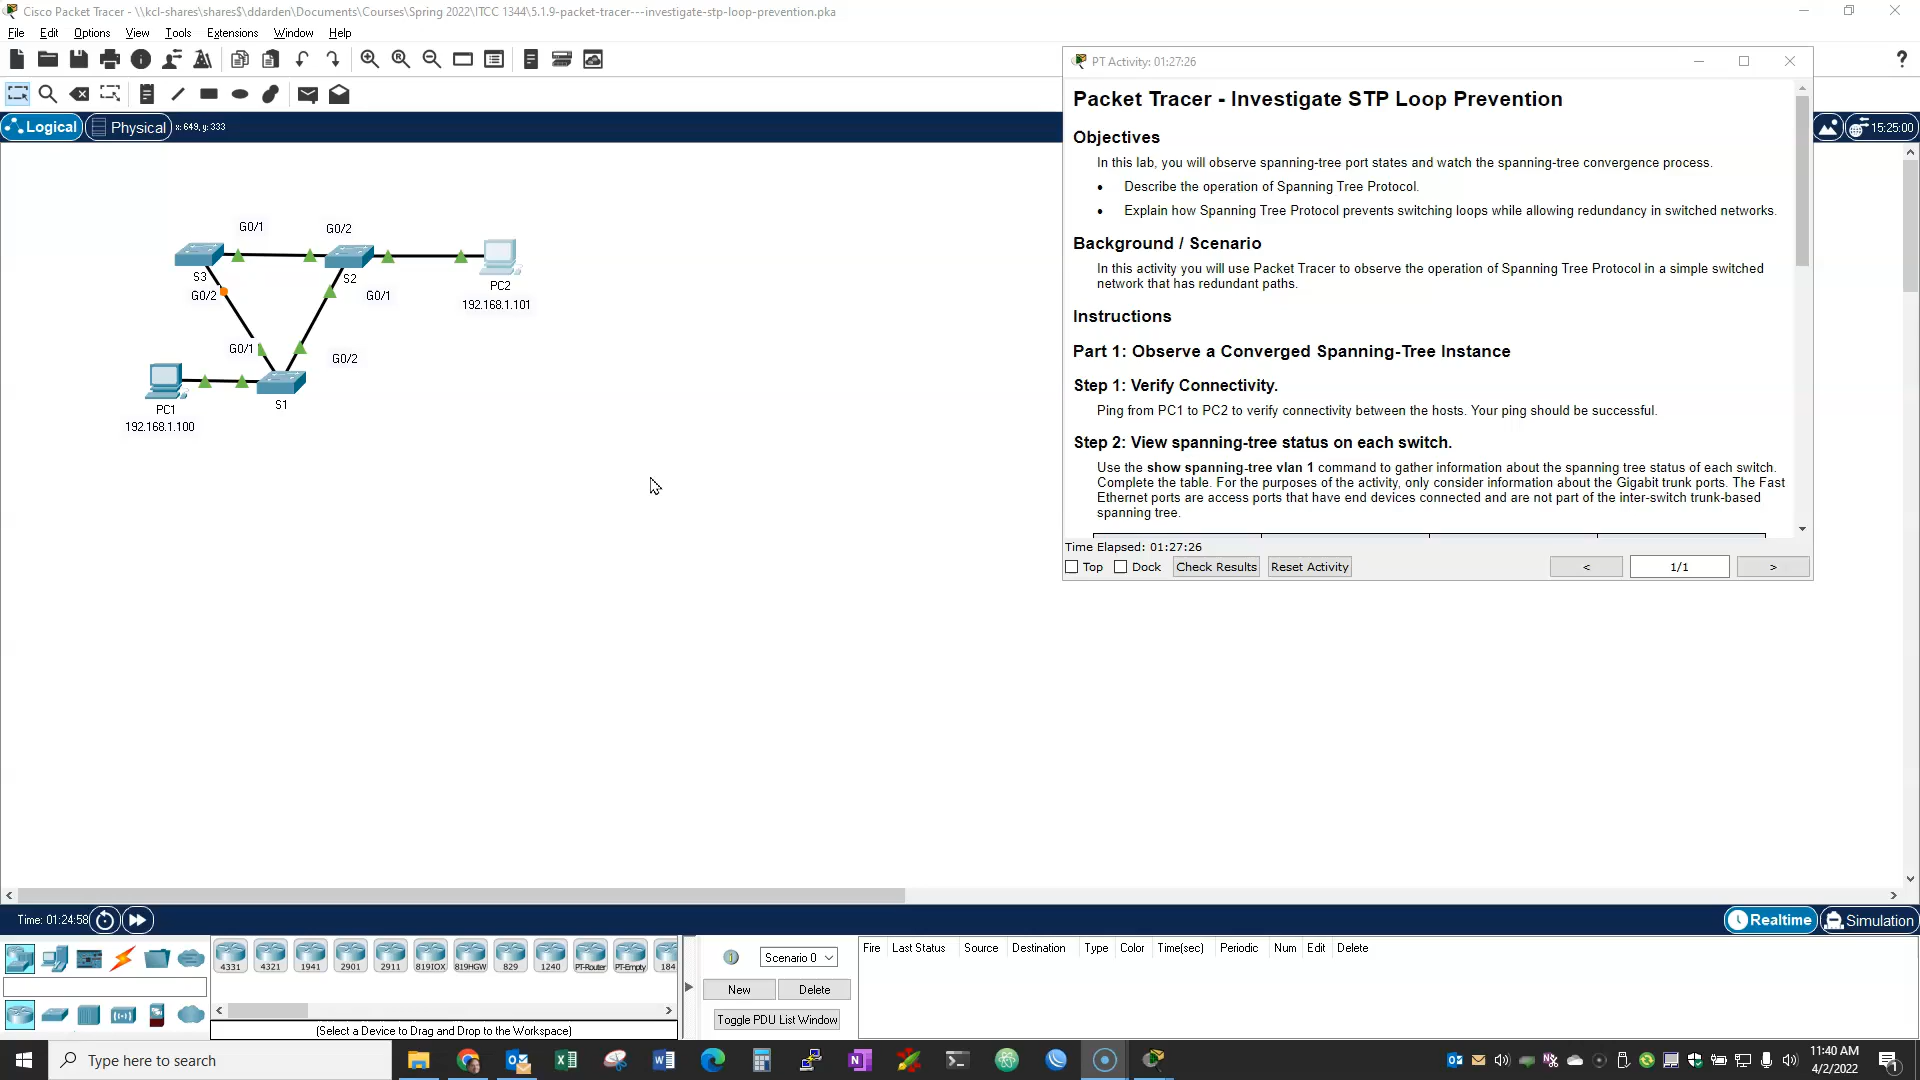 Cisco Packet Tracer - \\kcl-shares\shares$\ddarden\Documents\Courses\Spring 2022\ITCC 1344\5.1.9-packet-tracer---investigate-stp-loop-prevention.pka
File Edit Options View Tools Extensions Window Help
Logical Physical x: 649, y: 333
15:25:00
PT Activity: 01:27:26
Packet Tracer - Investigate STP Loop Prevention
Objectives
In this lab, you will observe spanning-tree port states and watch the spanning-tree convergence process.
• Describe the operation of Spanning Tree Protocol.
• Explain how Spanning Tree Protocol prevents switching loops while allowing redundancy in switched networks.
Background / Scenario
In this activity you will use Packet Tracer to observe the operation of Spanning Tree Protocol in a simple switched
network that has redundant paths.
Instructions
Part 1: Observe a Converged Spanning-Tree Instance
Step 1: Verify Connectivity.
Ping from PC1 to PC2 to verify connectivity between the hosts. Your ping should be successful.
Step 2: View spanning-tree status on each switch.
Use the show spanning-tree vlan 1 command to gather information about the spanning tree status of each switch.
Complete the table. For the purposes of the activity, only consider information about the Gigabit trunk ports. The Fast
Ethernet ports are access ports that have end devices connected and are not part of the inter-switch trunk-based
spanning tree.
Time Elapsed: 01:27:26
Top Dock Check Results Reset Activity < 1/1 >
G0/1 G0/2
S3 S2 PC2
G0/2 G0/1 192.168.1.101
G0/1 G0/2
PC1 S1
192.168.1.100
Time: 01:24:58
Realtime Simulation
4331 4321 1941 2901 2911 819IOX 819HGW 829 1240 PT-Router PT-Empty 184
(Select a Device to Drag and Drop to the Workspace)
Scenario 0
New Delete
Toggle PDU List Window
Fire Last Status Source Destination Type Color Time(sec) Periodic Num Edit Delete
Type here to search
11:40 AM
4/2/2022
1